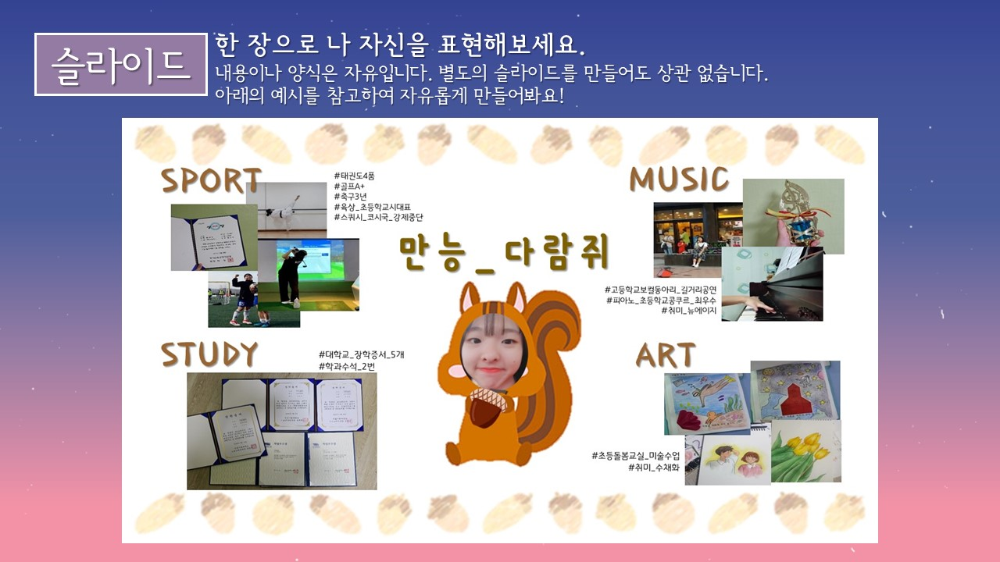 슬라이드
한 장으로 나 자신을 표현해보세요.
내용이나 양식은 자유입니다. 별도의 슬라이드를 만들어도 상관 없습니다.
아래의 예시를 참고하여 자유롭게 만들어봐요!
SPORT
#태권도4품
#골프A+
#축구3년
#육상_초등학교시대표
#스쿼시_코시국_강제중단
만능_다람쥐
MUSIC
#고등학교보컬동아리_길거리공연
#피아노_초등학교콩쿠르_최우수
#취미_뉴에이지
STUDY
#대학교_장학증서_5개
#학과수석_2번
ART
#초등돌봄교실_미술수업
#취미_수채화